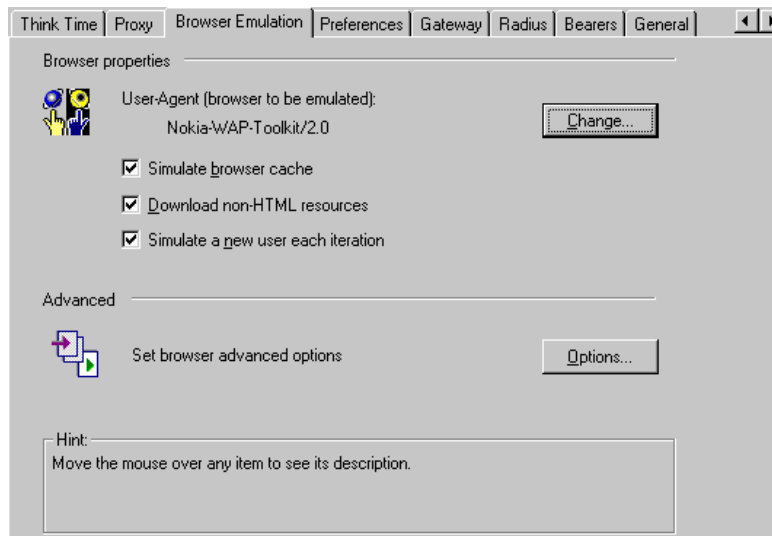 Think Time Proxy Browser Emulation Preferences Gateway Radius Bearers General
Browser properties
User-Agent (browser to be emulated):
Nokia-WAP-Toolkit/2.0
Change...
Simulate browser cache
Download non-HTML resources
Simulate a new user each iteration
Advanced
Set browser advanced options
Options...
Hint:
Move the mouse over any item to see its description.